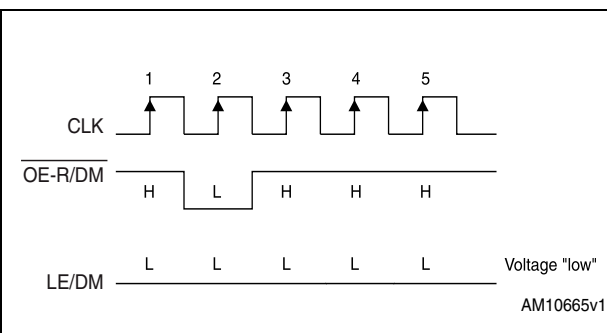 1 2 3 4 5
CLK
OE-R/DM
H L H H H
L L L L L Voltage "low"
LE/DM
AM10665v1